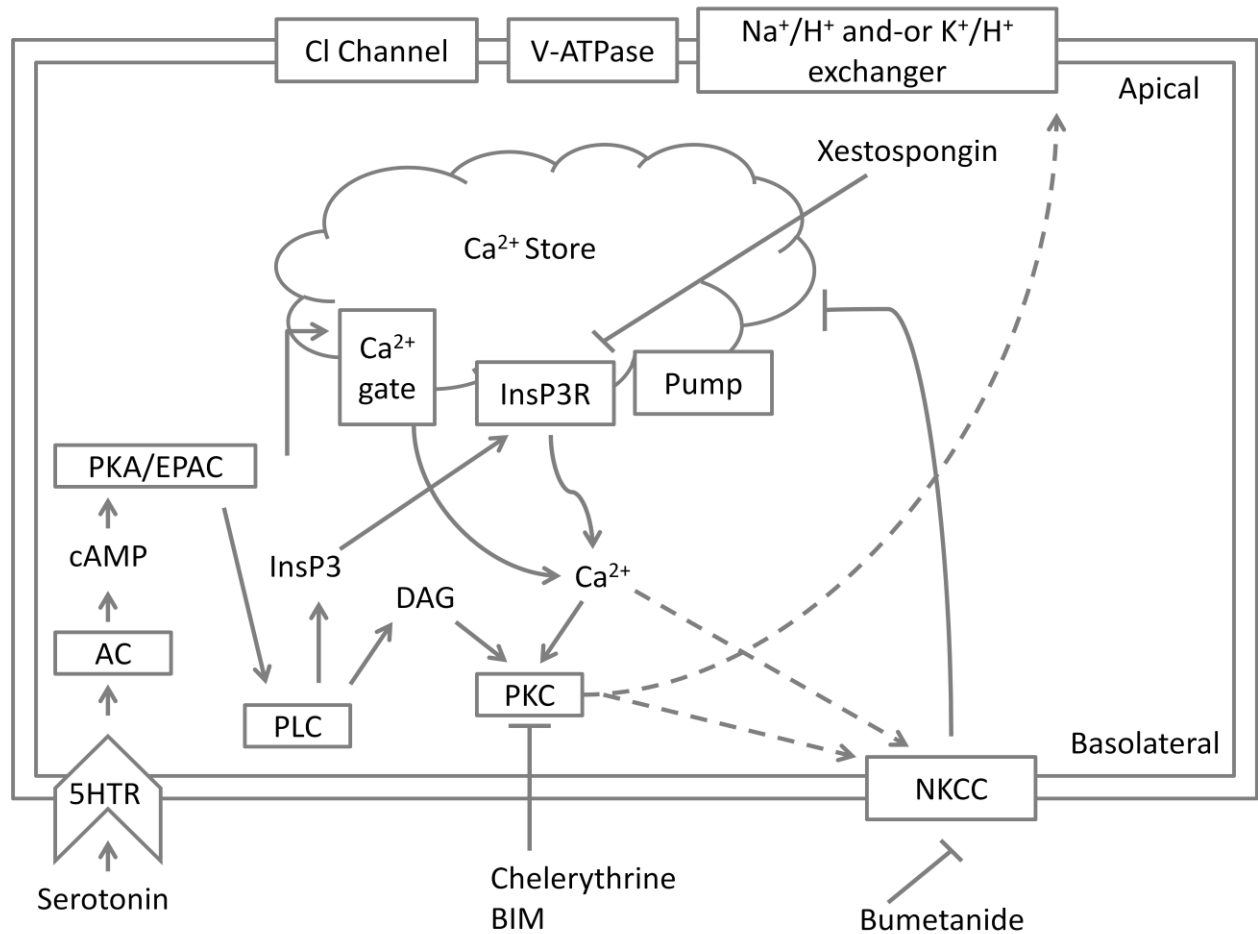 Cl Channel
V-ATPase
Na⁺/H⁺ and-or K⁺/H⁺
exchanger
Apical
Xestospongin
Ca²⁺ Store
Ca²⁺
gate
InsP3R
Pump
PKA/EPAC
cAMP
InsP3
Ca²⁺
DAG
AC
PKC
PLC
Basolateral
5HTR
NKCC
Serotonin
Chelerythrine
BIM
Bumetanide